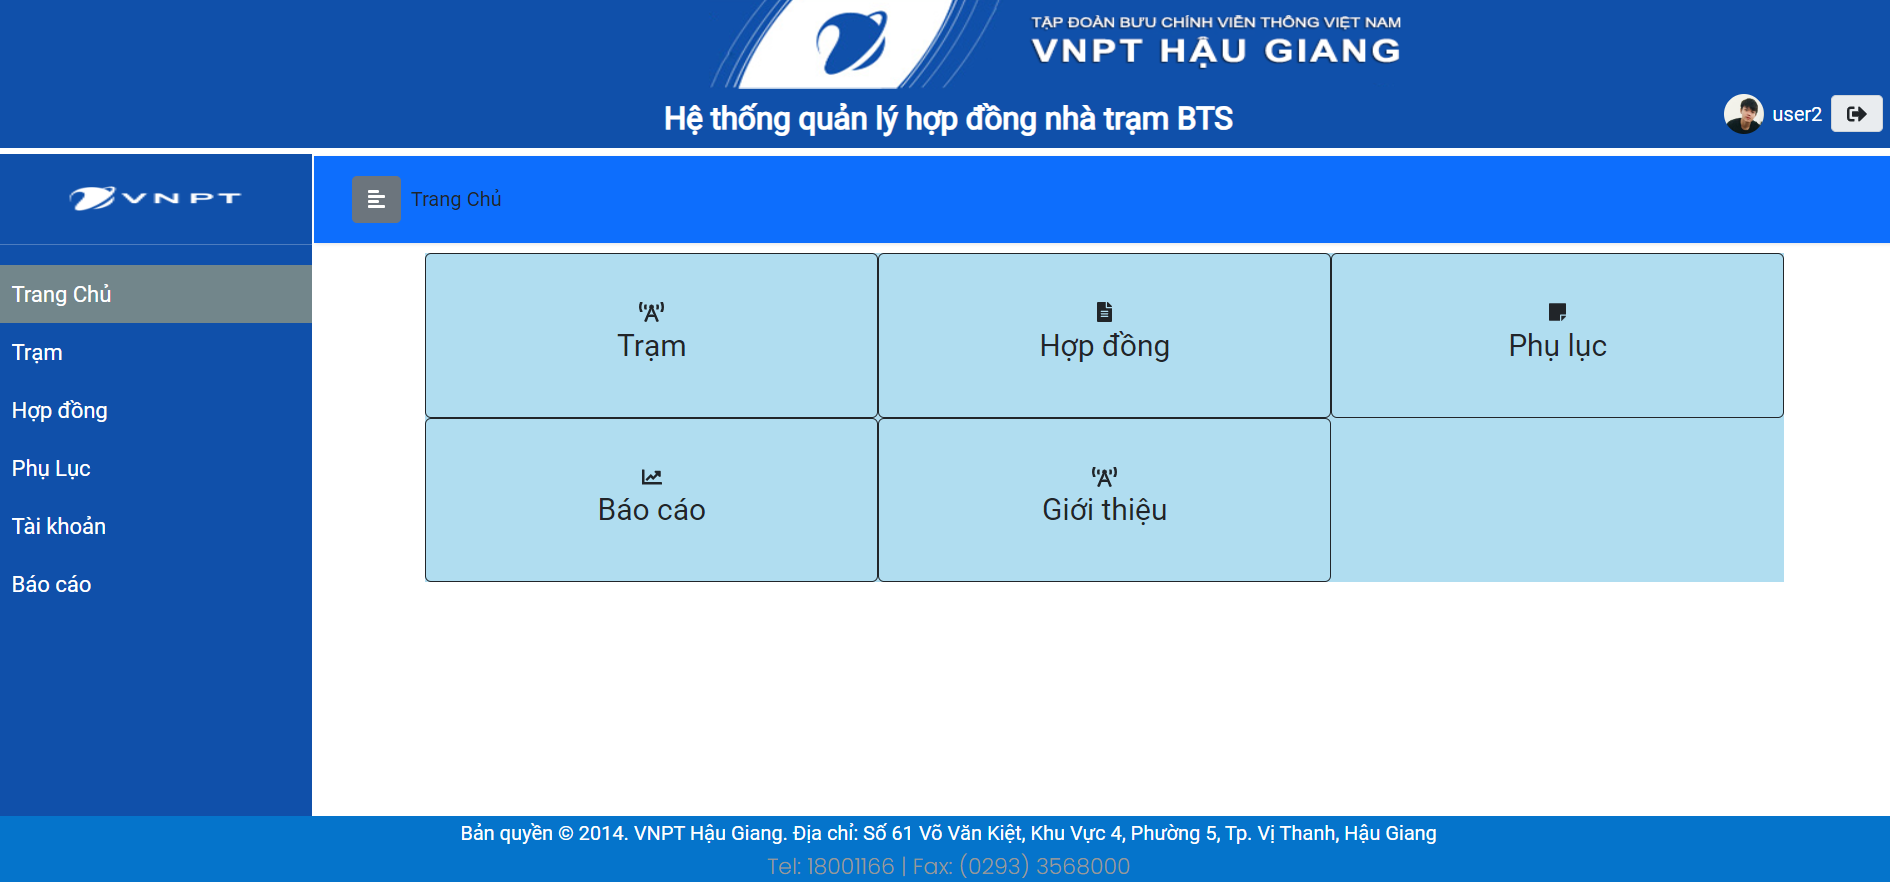 TẬP ĐOÀN BƯU CHÍNH VIỄN THÔNG VIỆT NAM
VNPT HẬU GIANG
Hệ thống quản lý hợp đồng nhà trạm BTS
user2
VNPT
Trang Chủ
Trang Chủ
Trạm
Hợp đồng
Phụ Lục
Tài khoản
Báo cáo
Trạm
Hợp đồng
Phụ lục
Báo cáo
Giới thiệu
Bản quyền © 2014. VNPT Hậu Giang. Địa chỉ: Số 61 Võ Văn Kiệt, Khu Vực 4, Phường 5, Tp. Vị Thanh, Hậu Giang
Tel: 18001166 | Fax: (0293) 3568000